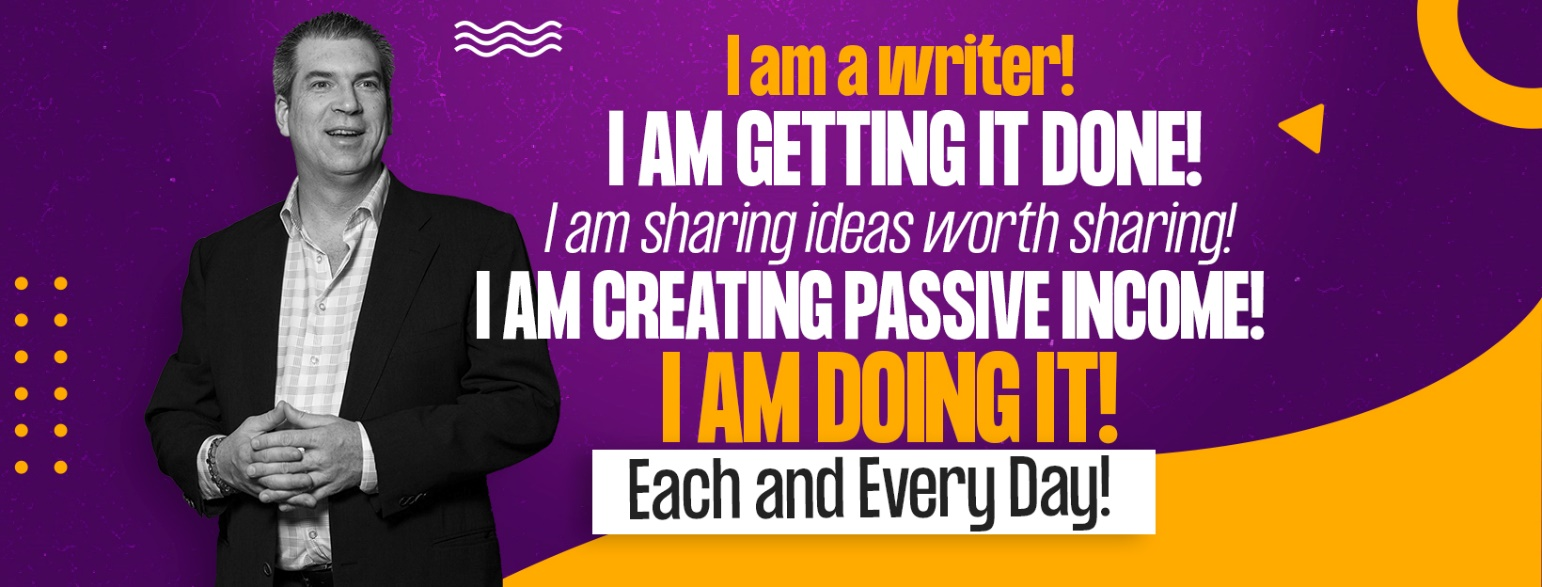 I am a writer!
I AM GETTING IT DONE!
I am sharing ideas worth sharing!
I AM CREATING PASSIVE INCOME!
I AM DOING IT!
Each and Every Day!